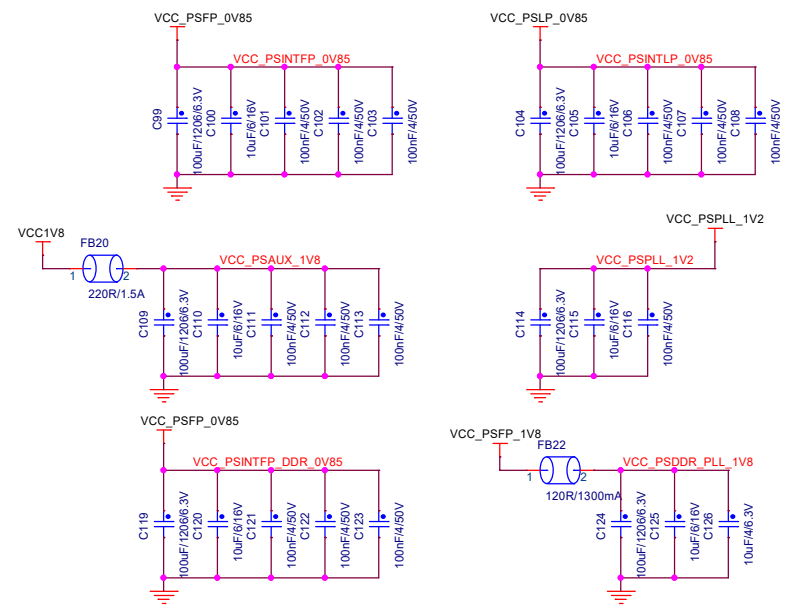 VCC_PSFP_0V85
VCC_PSINTFP_0V85
C99
100uF/1206/6.3V
C100
10uF/6/16V
C101
100nF/4/50V
C102
100nF/4/50V
C103
100nF/4/50V
VCC_PSLP_0V85
VCC_PSINTLP_0V85
C104
100uF/1206/6.3V
C105
10uF/6/16V
C106
100nF/4/50V
C107
100nF/4/50V
C108
100nF/4/50V
VCC1V8
FB20
1
2
220R/1.5A
VCC_PSAUX_1V8
C109
100uF/1206/6.3V
C110
10uF/6/16V
C111
100nF/4/50V
C112
100nF/4/50V
C113
100nF/4/50V
VCC_PSPLL_1V2
VCC_PSPLL_1V2
C114
100uF/1206/6.3V
C115
10uF/6/16V
C116
100nF/4/50V
VCC_PSFP_0V85
VCC_PSINTFP_DDR_0V85
C119
100uF/1206/6.3V
C120
10uF/6/16V
C121
100nF/4/50V
C122
100nF/4/50V
C123
100nF/4/50V
VCC_PSFP_1V8
FB22
1
2
120R/1300mA
VCC_PSDDR_PLL_1V8
C124
100uF/1206/6.3V
C125
10uF/6/16V
C126
10uF/4/6.3V